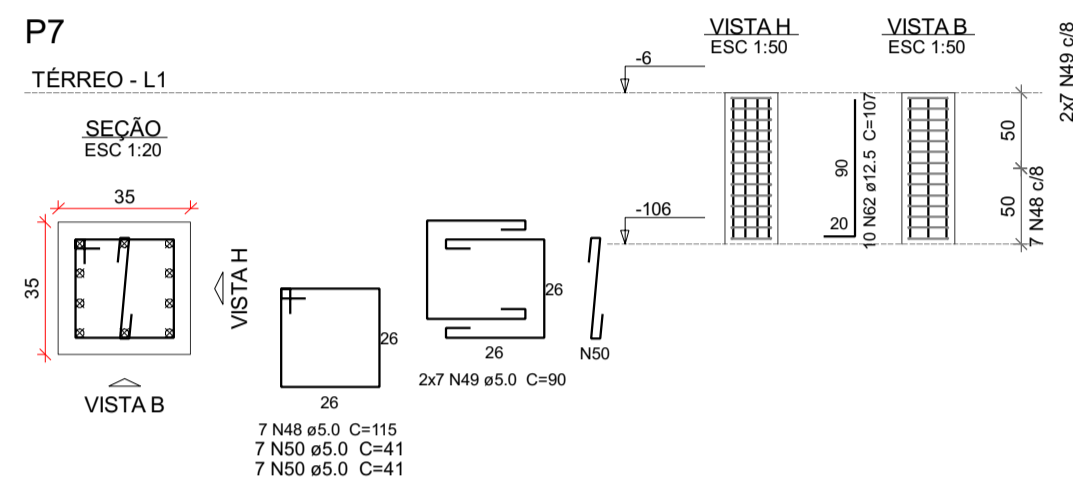 P7
TÉRREO - L1
SEÇÃO
ESC 1:20
35
35
VISTA H
VISTA B
26
26
7 N48 ø5.0 C=115
7 N50 ø5.0 C=41
7 N50 ø5.0 C=41
26
26
2x7 N49 ø5.0 C=90
N50
-6
-106
VISTA H
ESC 1:50
90
20
10 N62 ø12.5 C=107
VISTA B
ESC 1:50
50
50
7 N48 c/8
2x7 N49 c/8